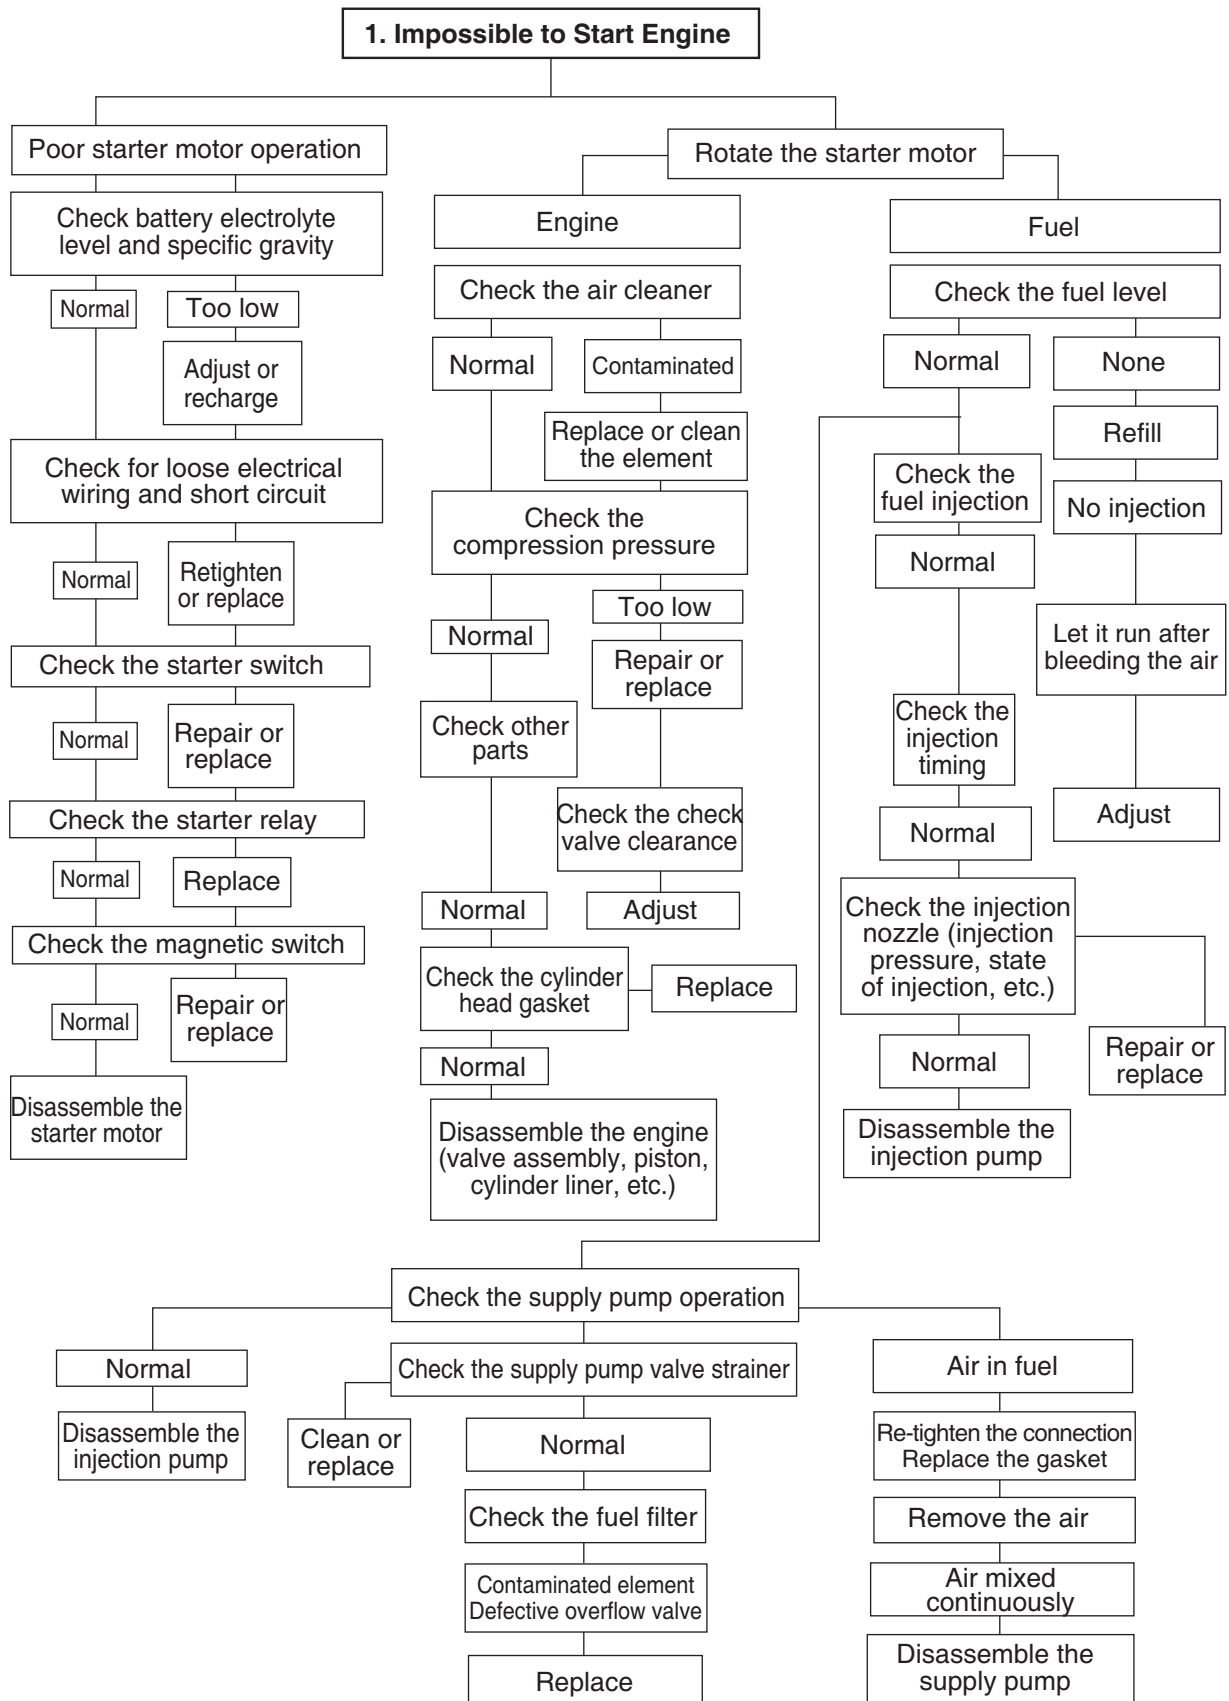 1. Impossible to Start Engine
Poor starter motor operation
Check battery electrolyte
level and specific gravity
Normal
Too low
Adjust or
recharge
Check for loose electrical
wiring and short circuit
Normal
Retighten
or replace
Check the starter switch
Normal
Repair or
replace
Check the starter relay
Normal
Replace
Check the magnetic switch
Normal
Repair or
replace
Disassemble the
starter motor
Rotate the starter motor
Engine
Check the air cleaner
Normal
Contaminated
Replace or clean
the element
Check the
compression pressure
Normal
Too low
Repair or
replace
Check other
parts
Check the check
valve clearance
Normal
Adjust
Check the cylinder
head gasket
Replace
Normal
Disassemble the engine
(valve assembly, piston,
cylinder liner, etc.)
Fuel
Check the fuel level
Normal
None
Refill
Check the
fuel injection
No injection
Normal
Let it run after
bleeding the air
Check the
injection
timing
Normal
Adjust
Check the injection
nozzle (injection
pressure, state
of injection, etc.)
Normal
Repair or
replace
Disassemble the
injection pump
Check the supply pump operation
Normal
Disassemble the
injection pump
Check the supply pump valve strainer
Clean or
replace
Normal
Check the fuel filter
Contaminated element
Defective overflow valve
Replace
Air in fuel
Re-tighten the connection
Replace the gasket
Remove the air
Air mixed
continuously
Disassemble the
supply pump